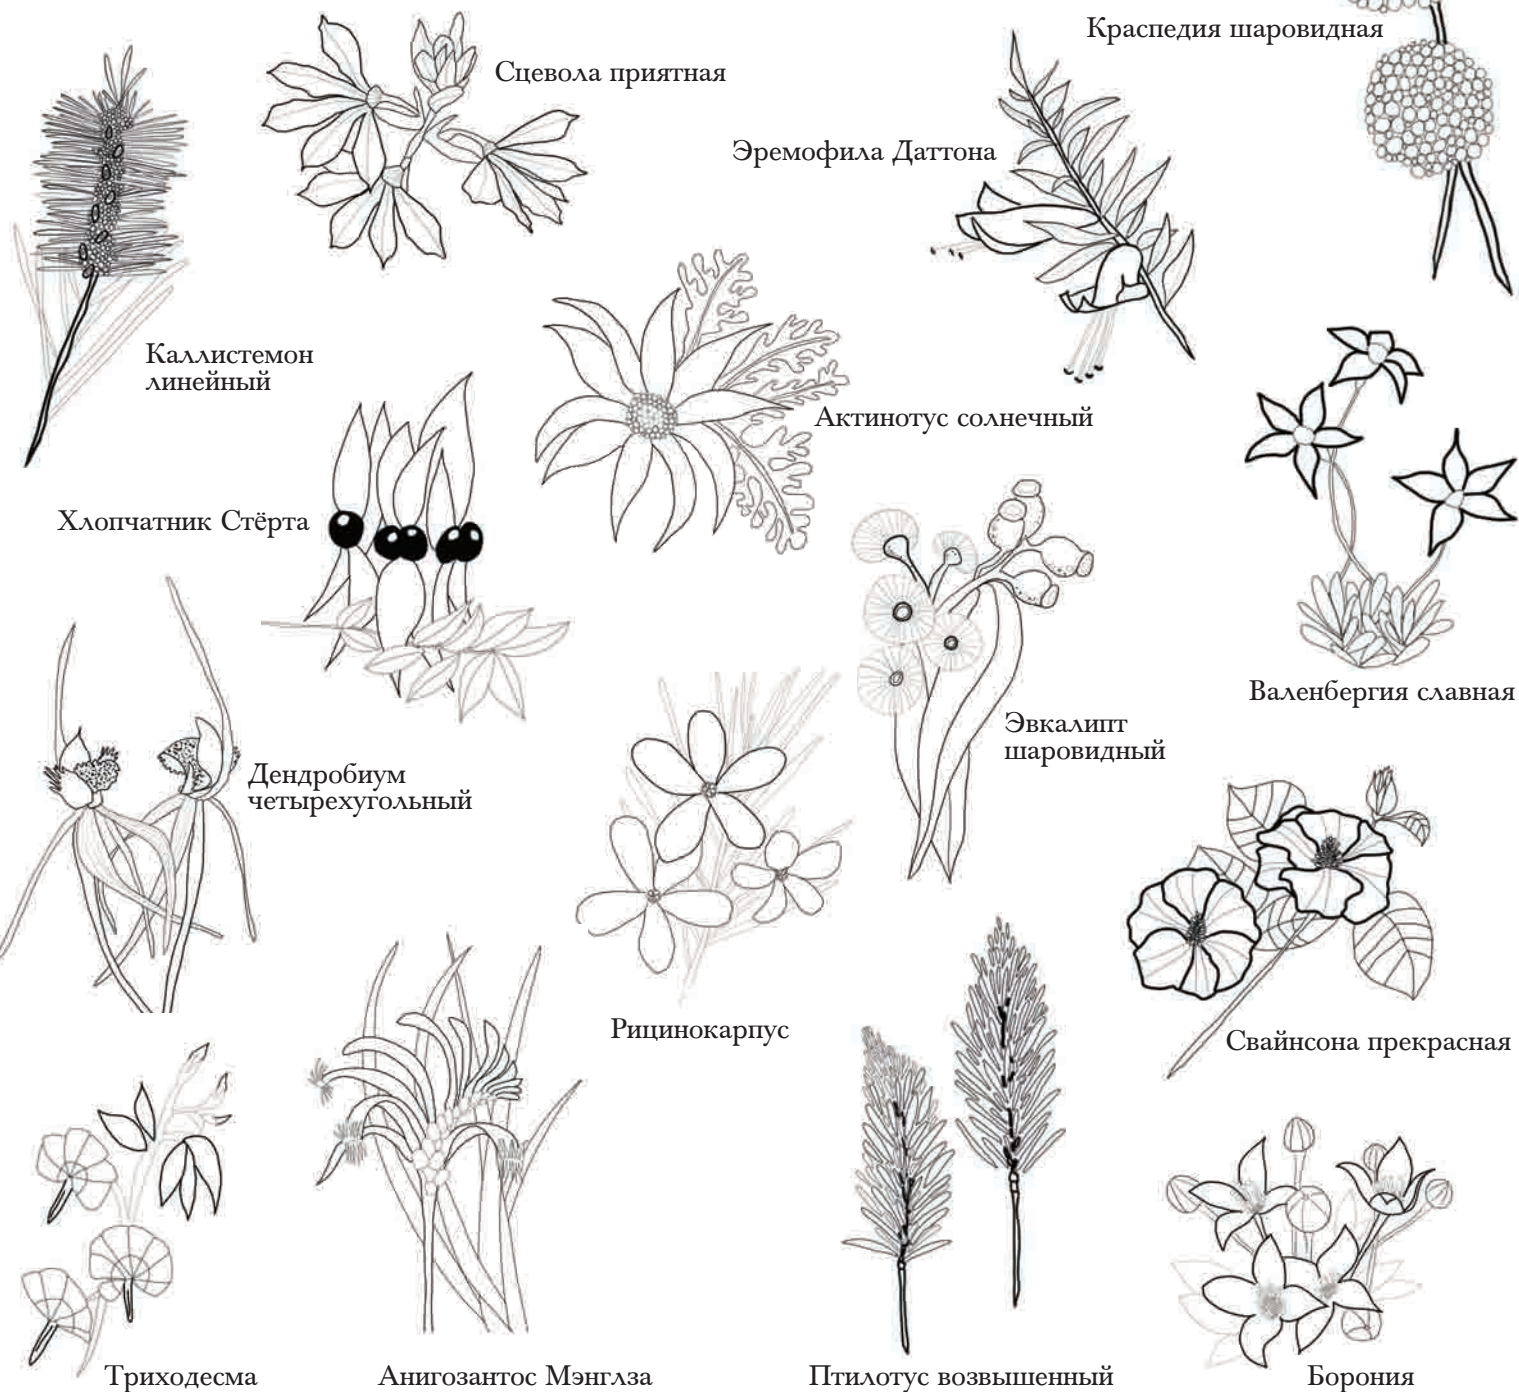 Краспедия шаровидная
Сцевола приятная
Эремофила Даттона
Каллистемон
линейный
Актинотус солнечный
Хлопчатник Стёрта
Валенбергия славная
Эвкалипт
шаровидный
Дендробиум
четырехугольный
Рицинокарпус
Свайнсона прекрасная
Триходесма
Анигозантос Мэнглза
Птилотус возвышенный
Борония